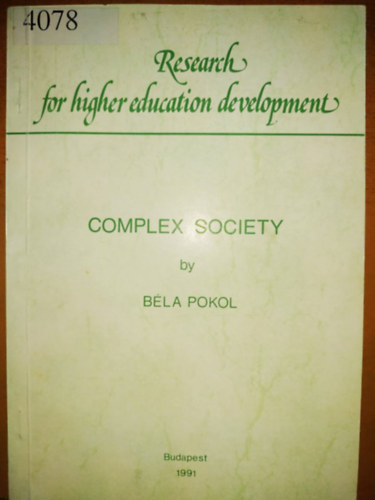 4078
Research
for higher education development
COMPLEX SOCIETY
by
BÉLA POKOL
Budapest
1991